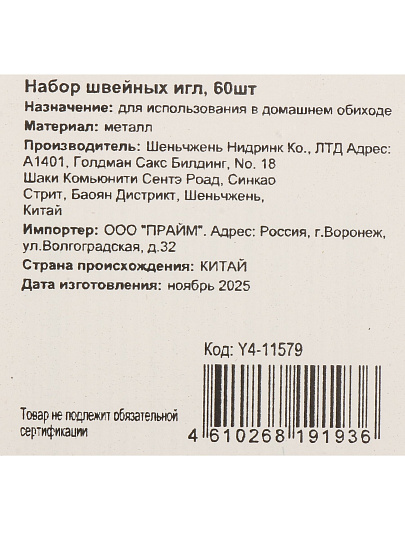 Набор швейных игл, 60шт
Назначение: для использования в домашнем обиходе
Материал: металл
Производитель: Шеньчжень Нидринк Ко., ЛТД Адрес:
А1401, Голдман Сакс Билдинг, No. 18
Шаки Комьюнити Сентэ Роад, Синкао
Стрит, Баоян Дистрикт, Шеньчжень,
Китай
Импортер: ООО "ПРАЙМ". Адрес: Россия, г.Воронеж,
ул.Волгоградская, д.32
Страна происхождения: КИТАЙ
Дата изготовления: ноябрь 2025
Код: Y4-11579
Товар не подлежит обязательной
сертификации
4 610268 191936